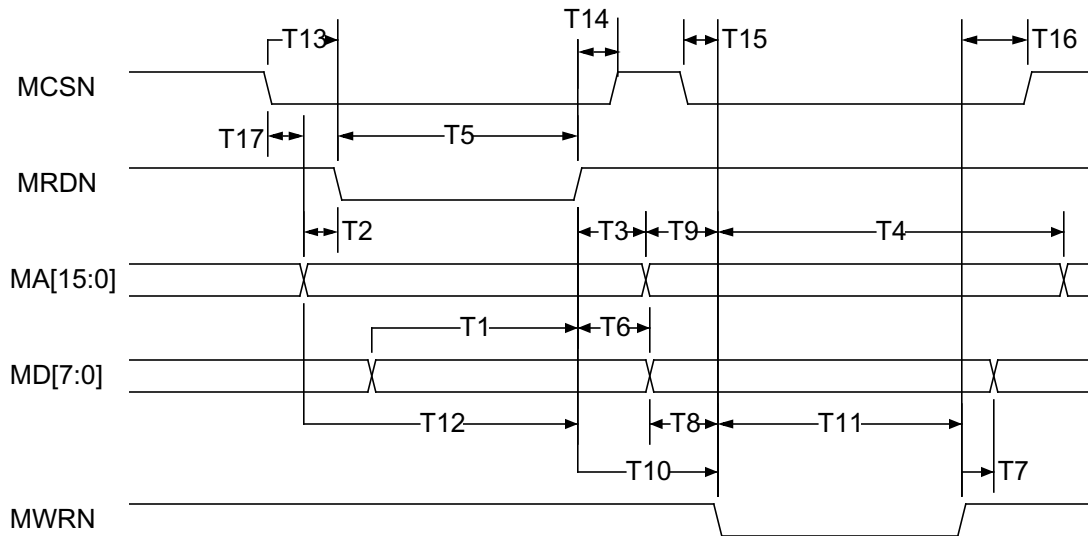 T14
T13
T15
T16
MCSN
T17
T5
MRDN
T2
T3
T9
T4
MA[15:0]
T1
T6
MD[7:0]
T12
T8
T11
T10
T7
MWRN